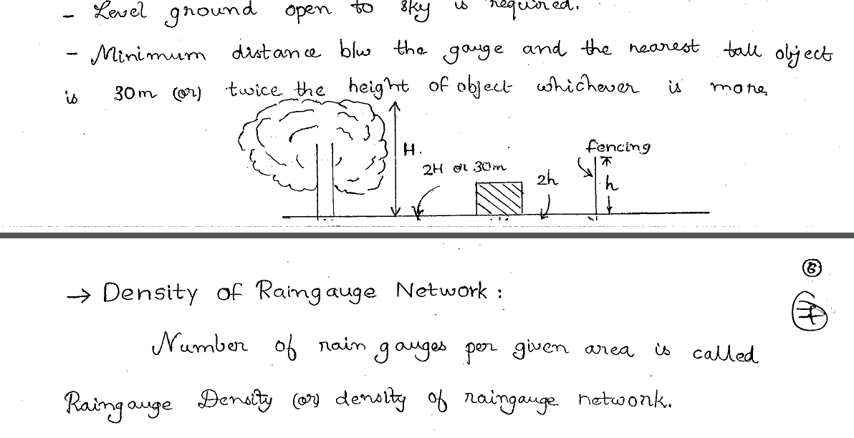 - Level ground open to sky is required.
- Minimum distance b/w the gauge and the nearest tall object
is 30m (or) twice the height of object whichever is more.
H.
2H or 30m
2h
fencing
h
8
7
→ Density of Raingauge Network :
Number of rain gauges per given area is called
Raingauge Density (or) density of raingauge network.